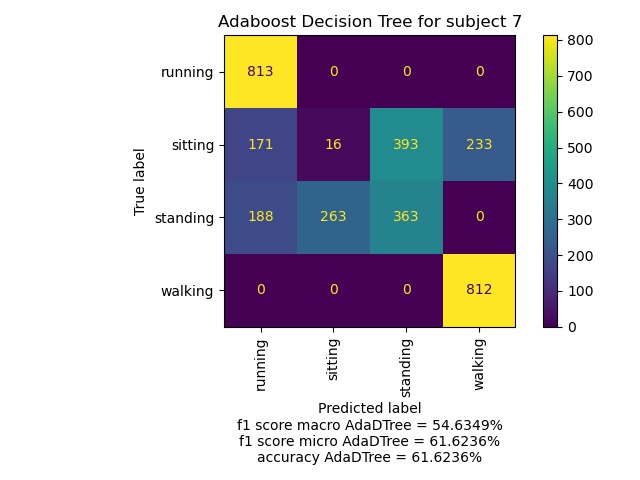 Adaboost Decision Tree for subject 7
running 813 0 0 0
sitting 171 16 393 233
standing 188 263 363 0
walking 0 0 0 812
True label
running sitting standing walking
Predicted label
f1 score macro AdaDTree = 54.6349%
f1 score micro AdaDTree = 61.6236%
accuracy AdaDTree = 61.6236%
800
700
600
500
400
300
200
100
0